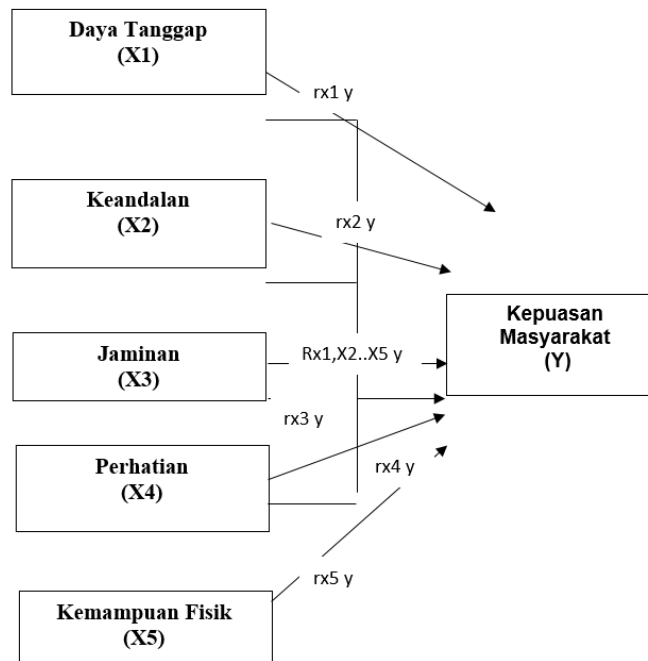 Daya Tanggap
(X1)
rx1 y
Keandalan
(X2)
rx2 y
Kepuasan
Masyarakat
(Y)
Jaminan
(X3)
Rx1,X2..X5 y
rx3 y
Perhatian
(X4)
rx4 y
rx5 y
Kemampuan Fisik
(X5)